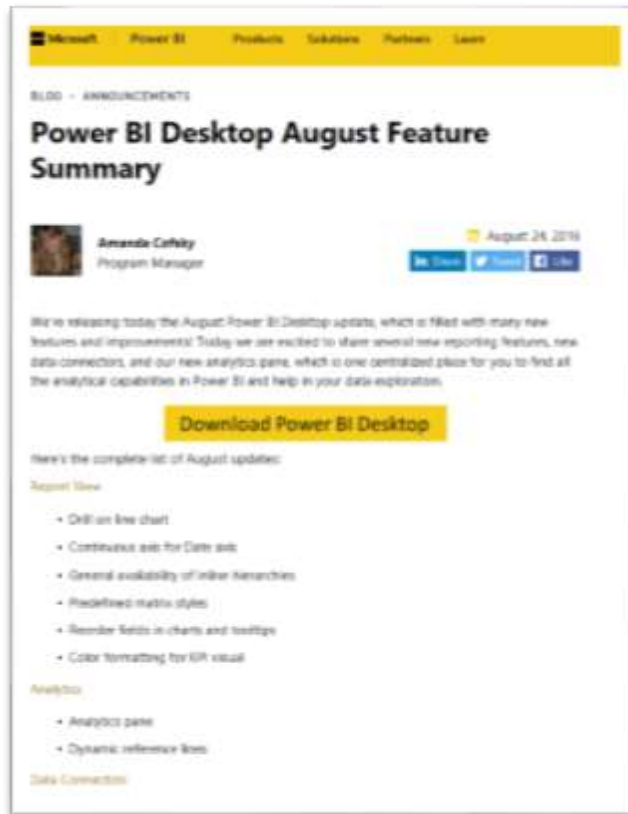 Microsoft Power BI Products Solutions Partners Learn
BLOG - ANNOUNCEMENTS
Power BI Desktop August Feature
Summary
Amanda Cofsky
Program Manager
August 24, 2016
Share Tweet Like
We're releasing today the August Power BI Desktop update, which is filled with many new
features and improvements! Today we are excited to share several new reporting features, new
data connectors, and our new analytics pane, which is one centralized place for you to find all
the analytical capabilities in Power BI and help in your data exploration.
Download Power BI Desktop
Here's the complete list of August updates:
Report View
• Drill on line chart
• Continuous axis for Date axis
• General availability of inline hierarchies
• Predefined matrix styles
• Reorder fields in charts and tooltips
• Color formatting for KPI visual
Analytics
• Analytics pane
• Dynamic reference lines
Data Connectors